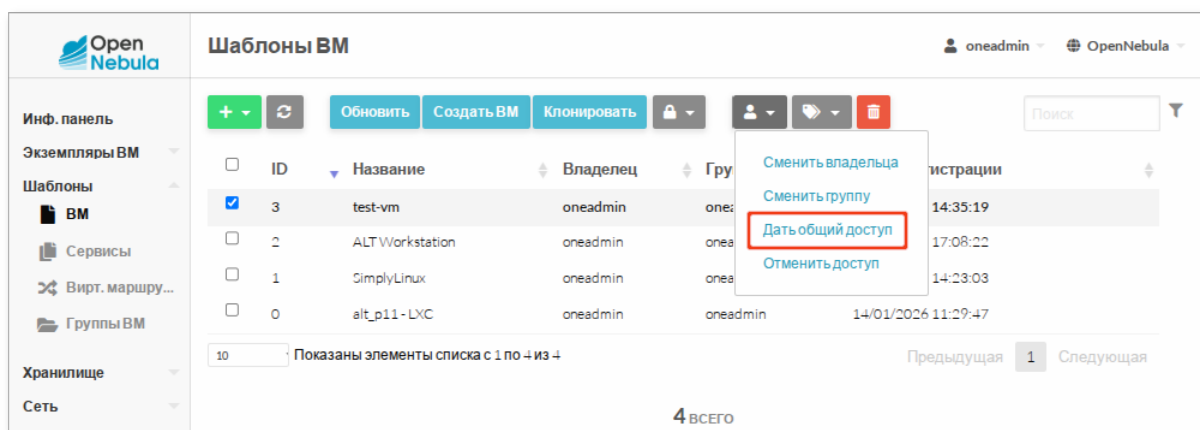 Open
Nebula
Шаблоны ВМ
oneadmin
OpenNebula
Инф. панель
Экземпляры ВМ
Шаблоны
ВМ
Сервисы
Вирт. маршру...
Группы ВМ
Хранилище
Сеть
Обновить Создать ВМ Клонировать
Поиск
Сменить владельца
Сменить группу
Дать общий доступ
Отменить доступ
ID Название Владелец Гру истрации
3 test-vm oneadmin onea 14:35:19
2 ALT Workstation oneadmin onea 17:08:22
1 SimplyLinux oneadmin onea 14:23:03
0 alt_p11-LXC oneadmin oneadmin 14/01/2026 11:29:47
10 Показаны элементы списка с 1 по 4 из 4
Предыдущая 1 Следующая
4 ВСЕГО